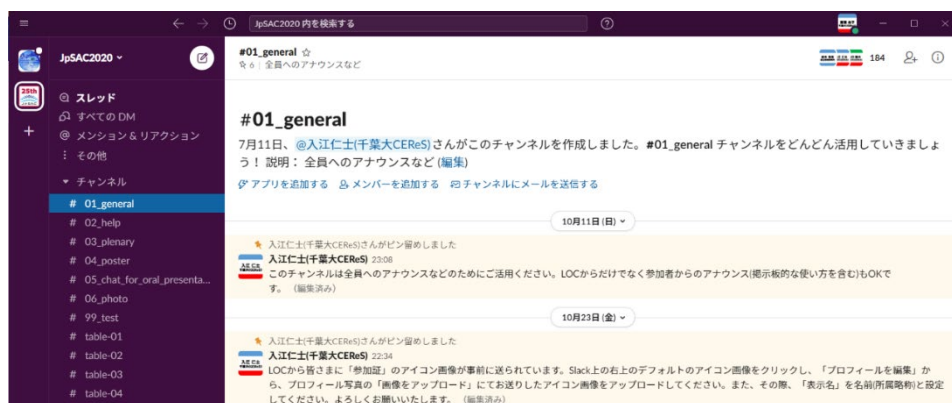 JpSAC2020 内を検索する
JpSAC2020
25th
スレッド
すべての DM
メンション & リアクション
その他
チャンネル
# 01_general
# 02_help
# 03_plenary
# 04_poster
# 05_chat_for_oral_presenta...
# 06_photo
# 99_test
# table-01
# table-02
# table-03
# table-04
#01_general
6 | 全員へのアナウンスなど
184
#01_general
7月11日、@入江仁士(千葉大CEReS)さんがこのチャンネルを作成しました。#01_general チャンネルをどんどん活用していきましょ
う！ 説明： 全員へのアナウンスなど (編集)
アプリを追加する メンバーを追加する チャンネルにメールを送信する
10月11日 (日)
入江仁士(千葉大CEReS)さんがピン留めしました
入江仁士(千葉大CEReS) 23:08
このチャンネルは全員へのアナウンスなどのためにご活用ください。LOCからだけでなく参加者からのアナウンス(掲示板的な使い方を含む)もOKで
す。 （編集済み）
10月23日 (金)
入江仁士(千葉大CEReS)さんがピン留めしました
入江仁士(千葉大CEReS) 22:34
LOCから皆さまに「参加証」のアイコン画像が事前に送られています。Slack上の右上のデフォルトのアイコン画像をクリックし、「プロフィールを編集」か
ら、プロフィール写真の「画像をアップロード」にてお送りしたアイコン画像をアップロードしてください。また、その際、「表示名」を名前(所属略称)と設定
してください。よろしくお願いいたします。 （編集済み）